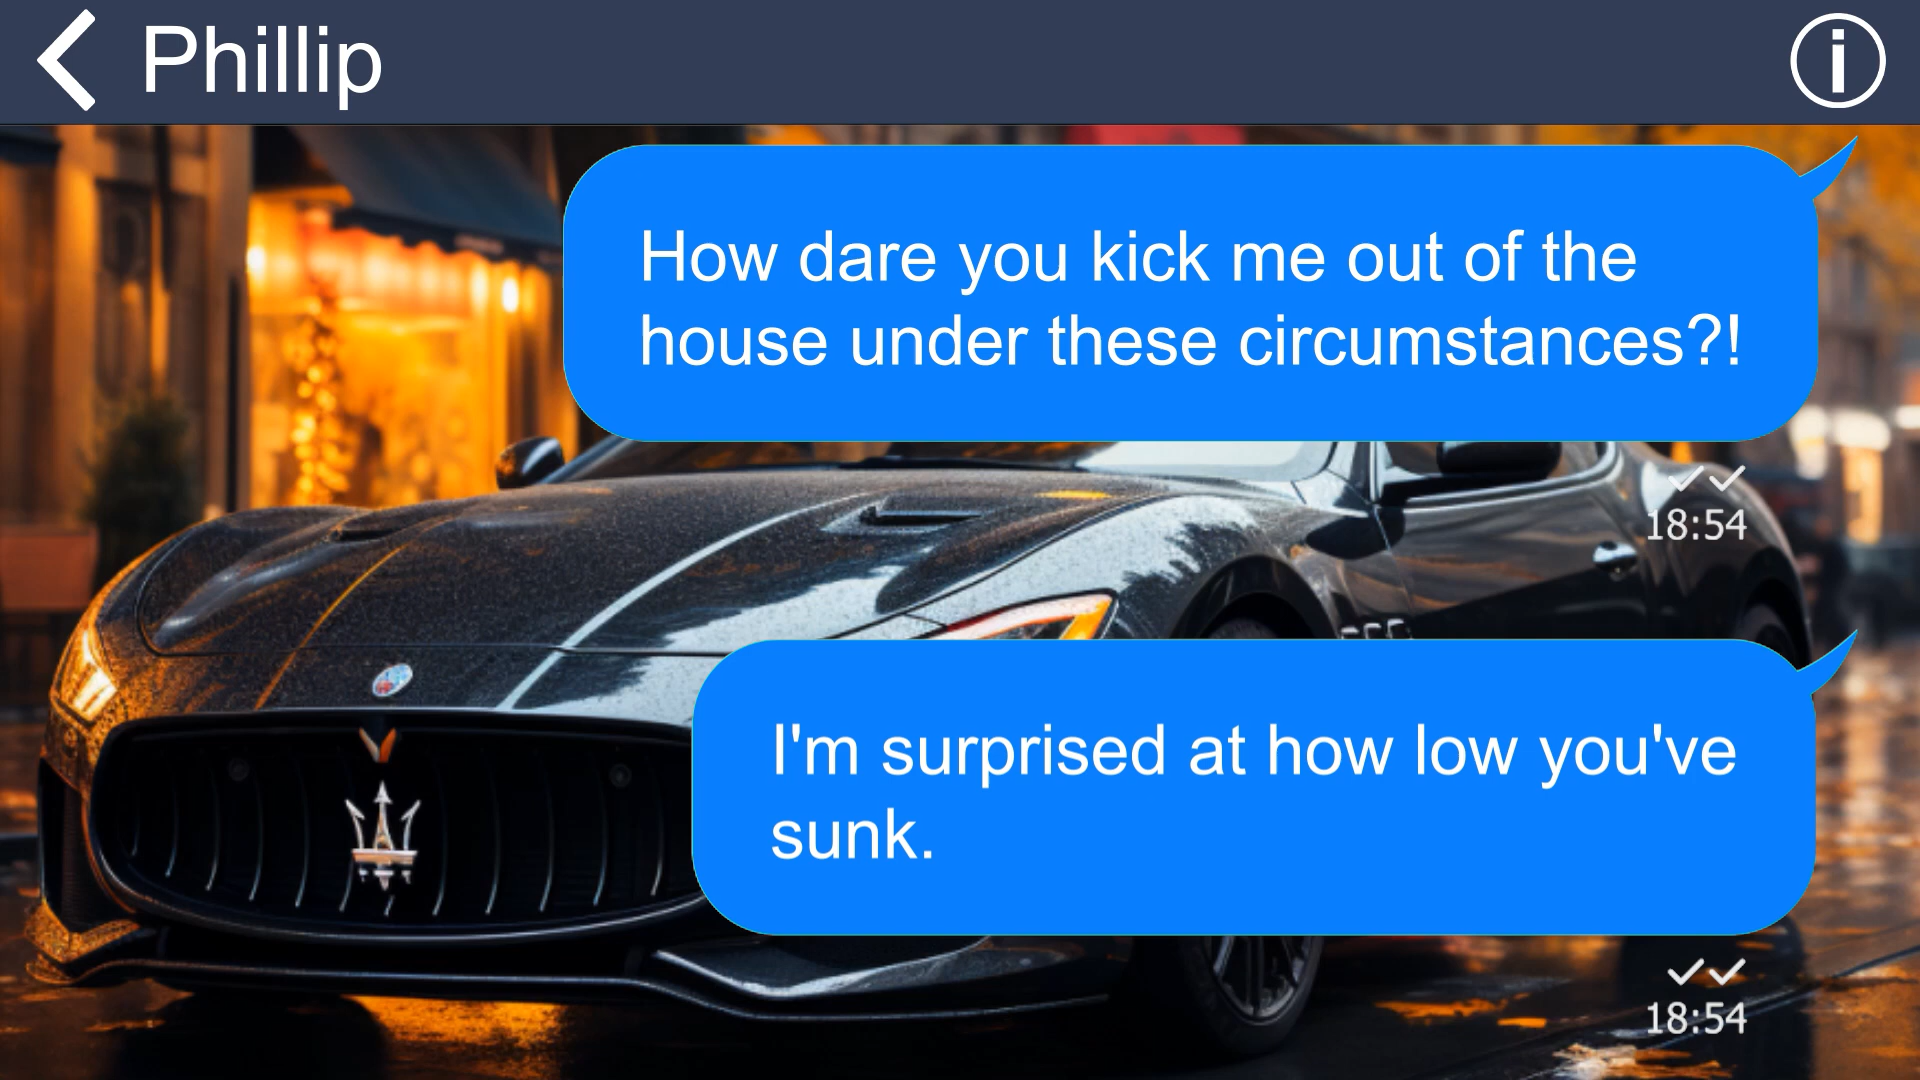 Phillip
How dare you kick me out of the
house under these circumstances?!
18:54
I'm surprised at how low you've
sunk.
18:54